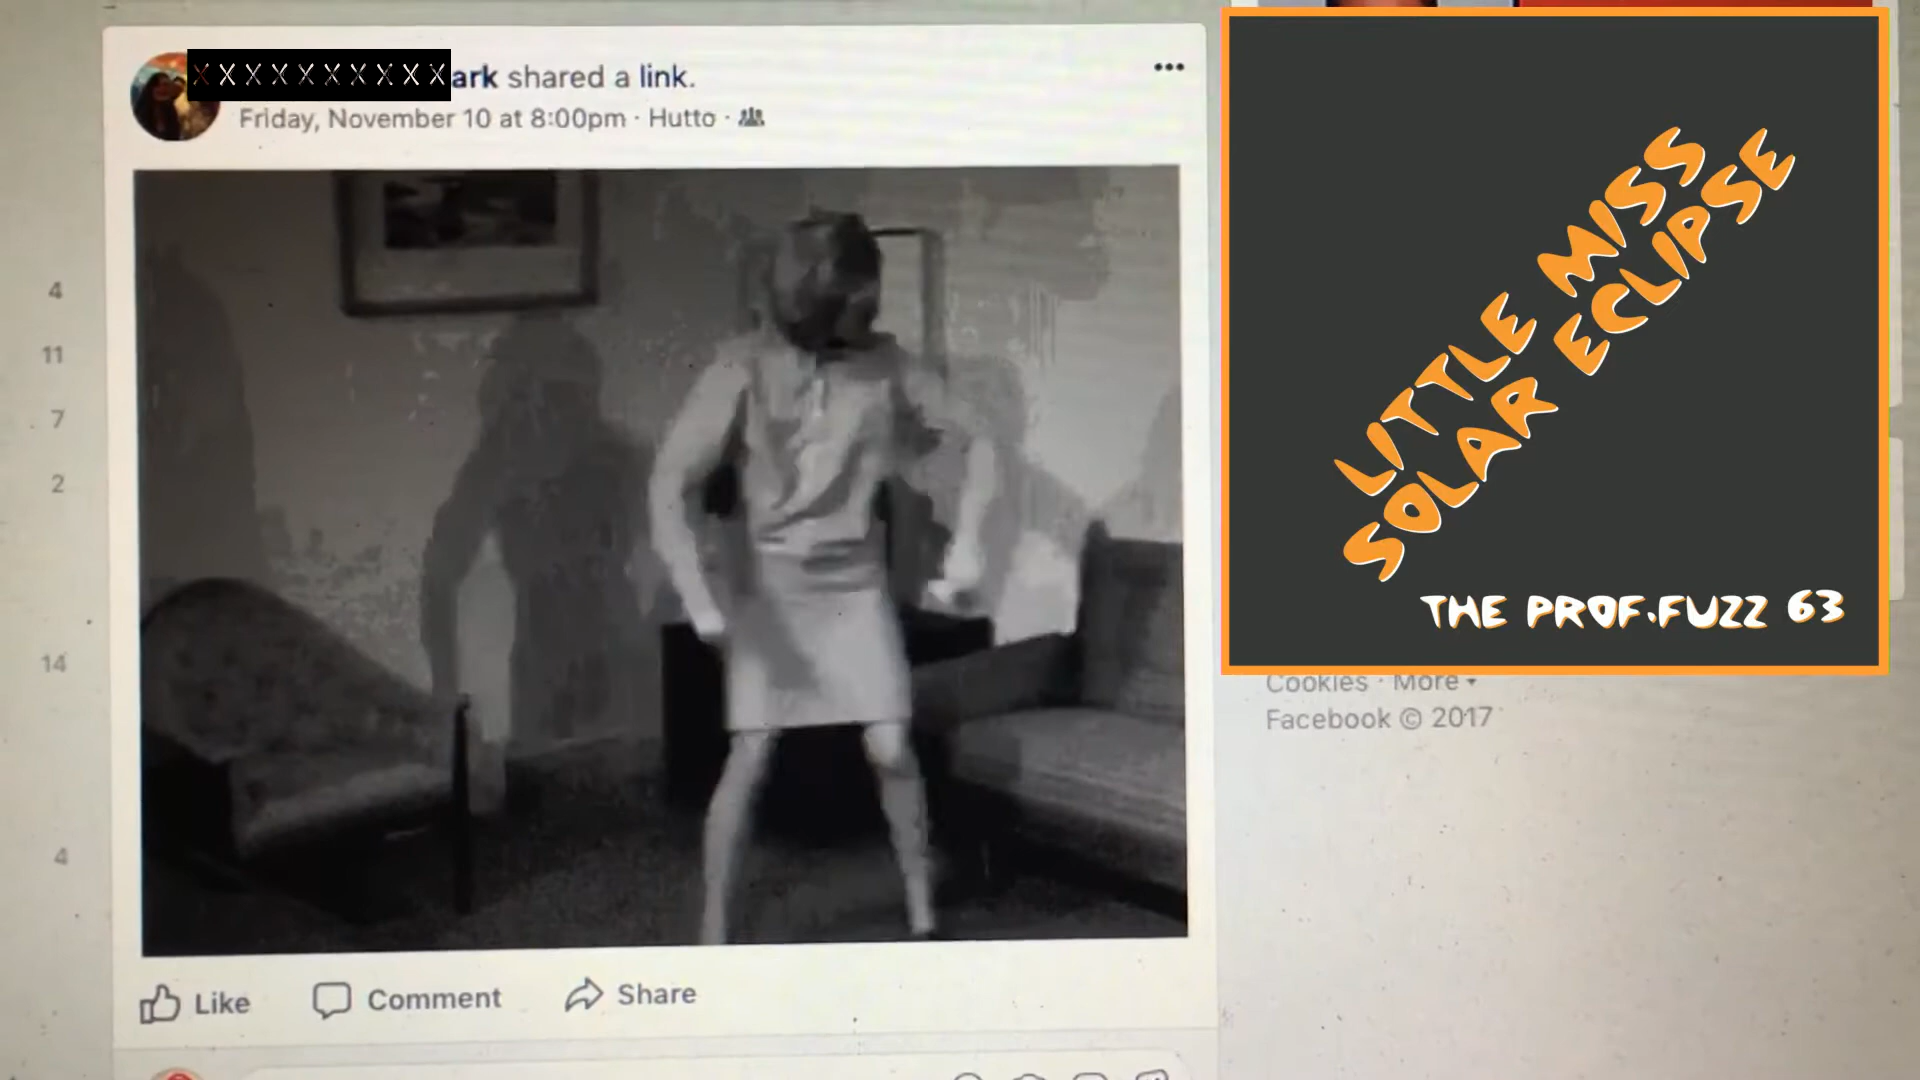 XXXXXXXXXXark shared a link.
Friday, November 10 at 8:00pm · Hutto ·
4
11
7
2
14
4
Like
Comment
Share
LITTLE MISS
SOLAR ECLIPSE
THE PROF.FUZZ 63
Cookies · More
Facebook © 2017